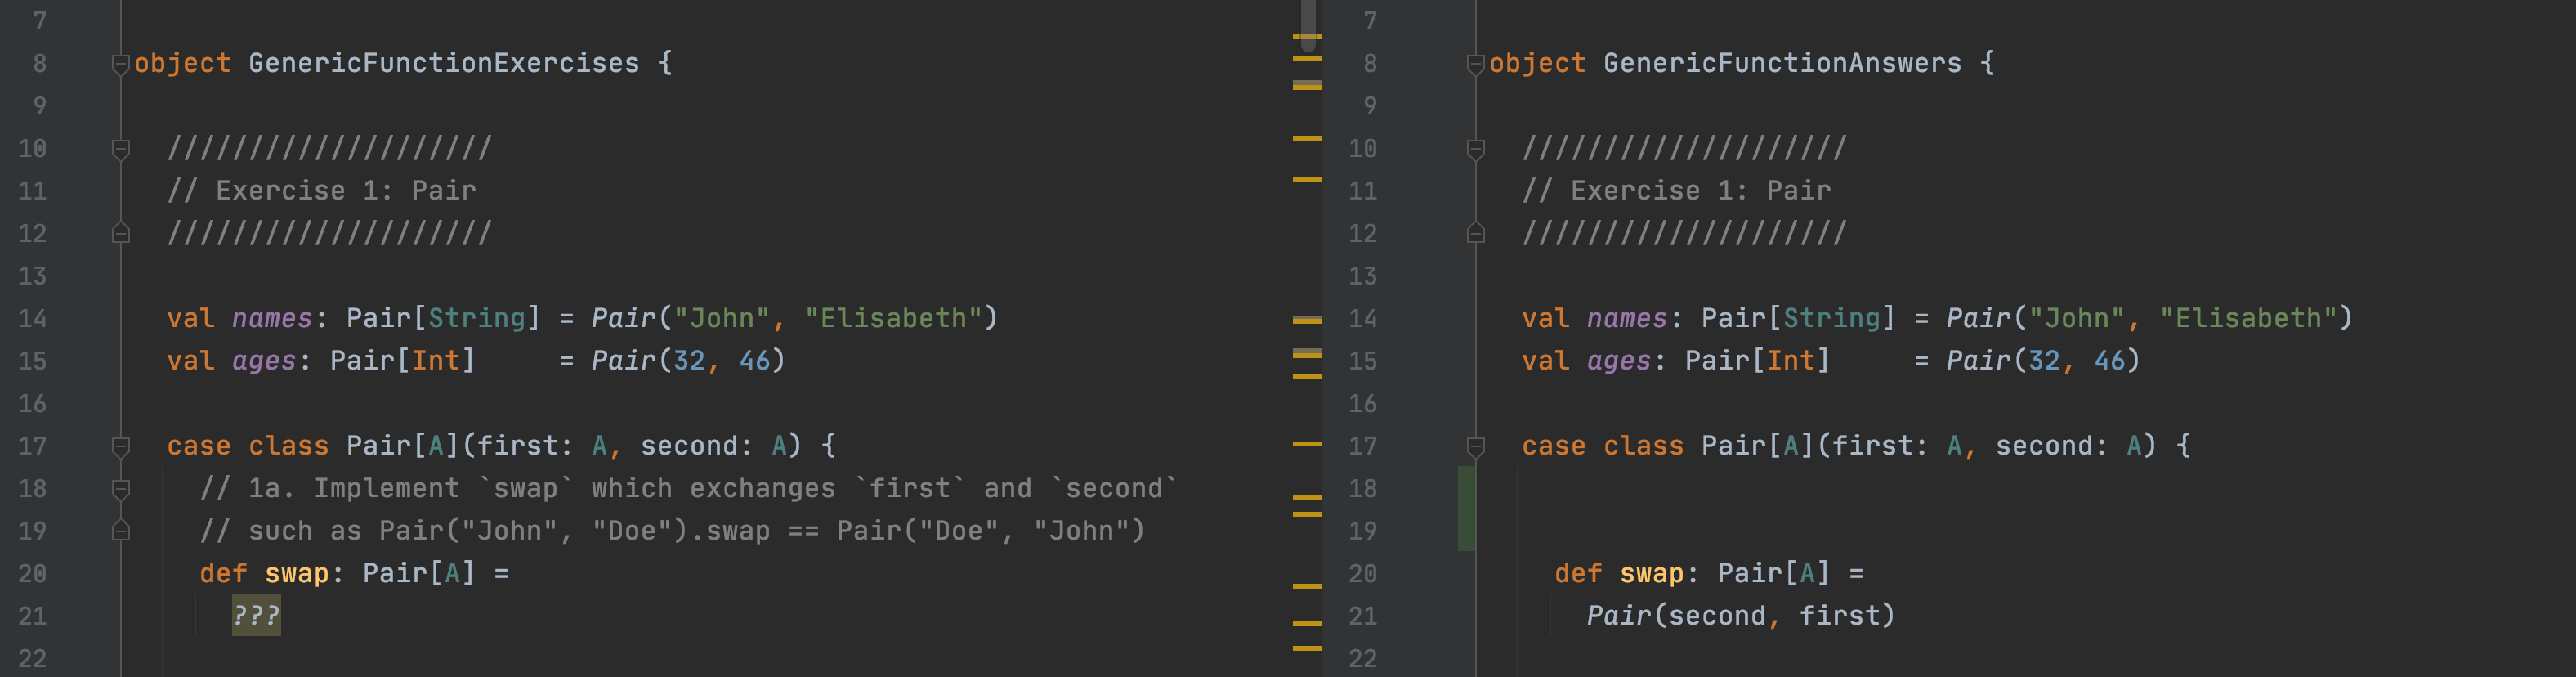 7
8 object GenericFunctionExercises {
9
10 ////////////////////
11 // Exercise 1: Pair
12 ////////////////////
13
14 val names: Pair[String] = Pair("John", "Elisabeth")
15 val ages: Pair[Int]     = Pair(32, 46)
16
17 case class Pair[A](first: A, second: A) {
18 // 1a. Implement `swap` which exchanges `first` and `second`
19 // such as Pair("John", "Doe").swap == Pair("Doe", "John")
20 def swap: Pair[A] =
21 ???
22
7
8 object GenericFunctionAnswers {
9
10 ////////////////////
11 // Exercise 1: Pair
12 ////////////////////
13
14 val names: Pair[String] = Pair("John", "Elisabeth")
15 val ages: Pair[Int]     = Pair(32, 46)
16
17 case class Pair[A](first: A, second: A) {
18
19
20 def swap: Pair[A] =
21 Pair(second, first)
22